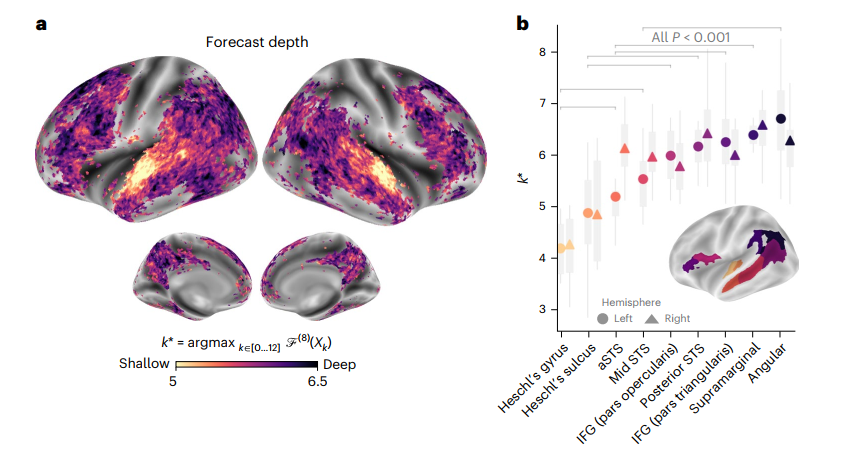 a
Forecast depth
k* = argmax k∈[0...12] ℱ(8)(Xk)
Shallow Deep
5 6.5
b
All P < 0.001
8
7
6
5
4
3
k*
Hemisphere
Left Right
Heschl's gyrus
Heschl's sulcus
aSTS
Mid STS
IFG (pars opercularis)
Posterior STS
IFG (pars triangularis)
Supramarginal
Angular